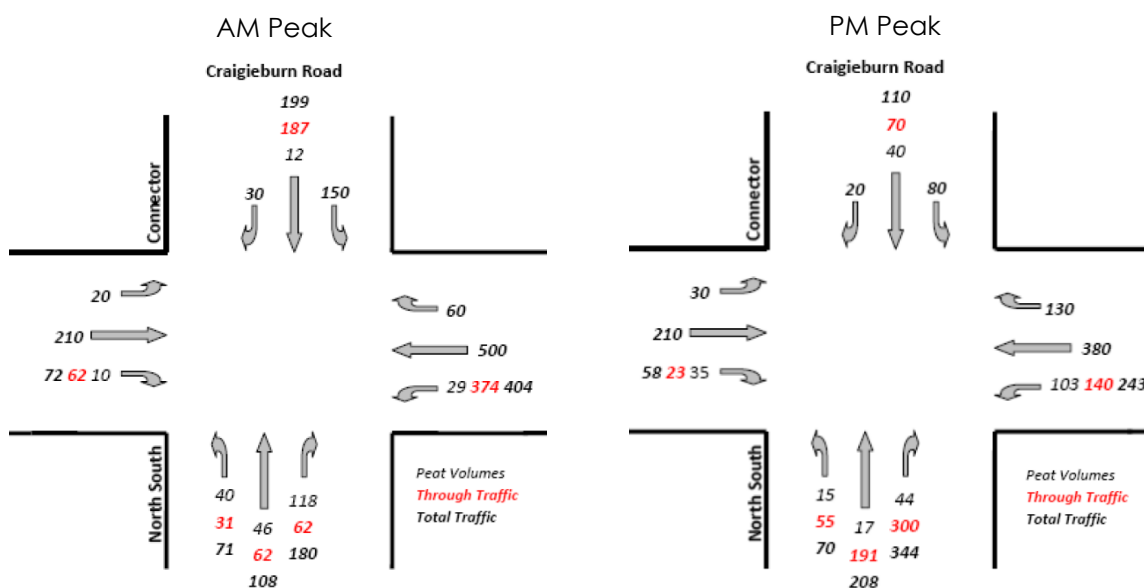 AM Peak
Craigieburn Road
199
187
12
30 150
Connector
20
60
210
500
72 62 10
29 374 404
North South
40 46 118
31 62 62
71 108 180
Peat Volumes
Through Traffic
Total Traffic
PM Peak
Craigieburn Road
110
70
40
20 80
Connector
30
130
210
380
58 23 35
103 140 243
North South
15 17 44
55 191 300
70 208 344
Peat Volumes
Through Traffic
Total Traffic